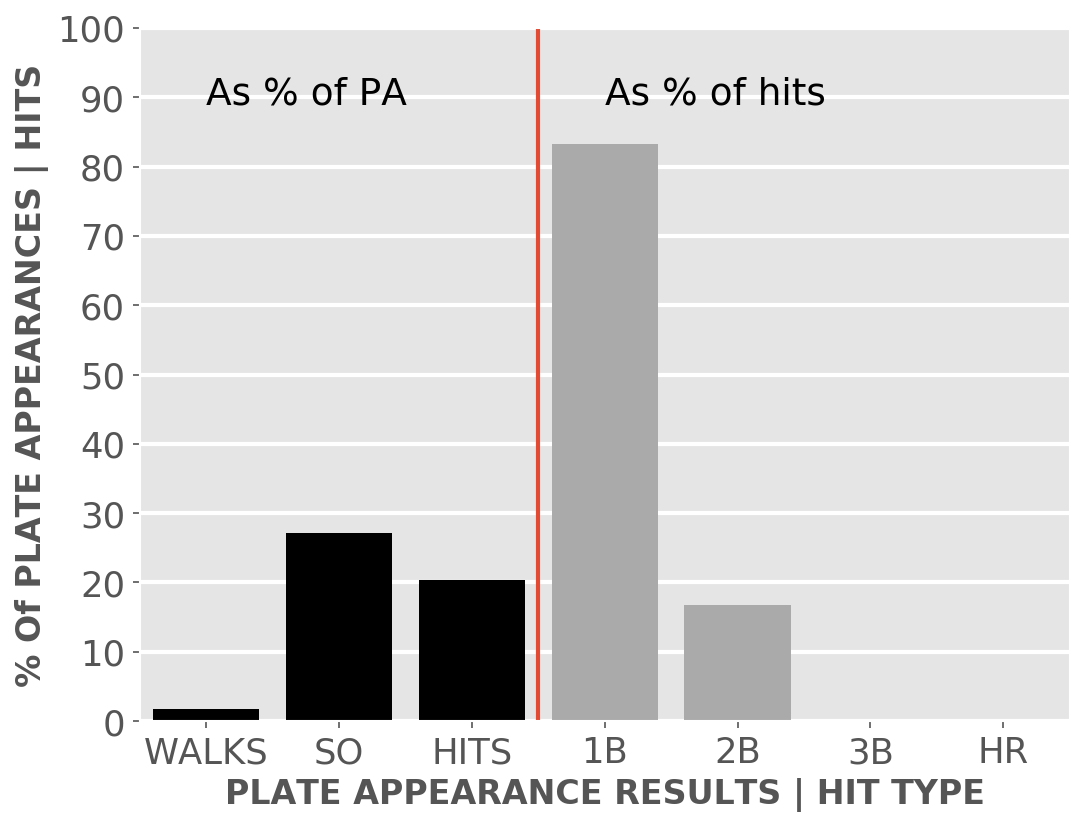 % Of PLATE APPEARANCES | HITS
100
90
80
70
60
50
40
30
20
10
0
As % of PA
As % of hits
WALKS SO HITS 1B 2B 3B HR
PLATE APPEARANCE RESULTS | HIT TYPE